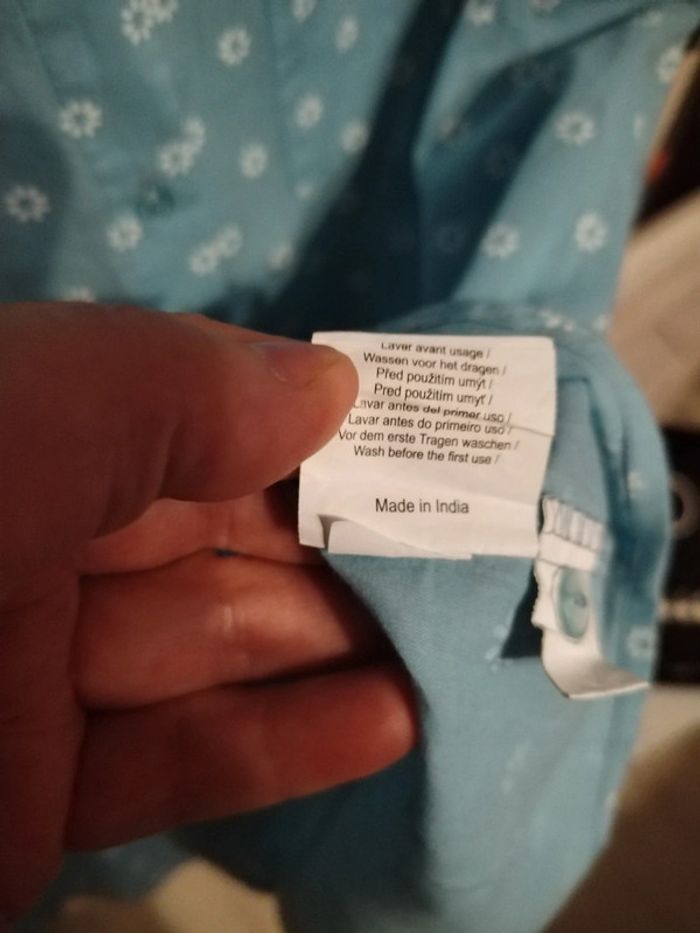 Laver avant usage /
Wassen voor het dragen /
Před použitím umýt /
Pred použitím umyť /
Lavar antes del primer uso /
Lavar antes do primeiro uso /
Vor dem erste Tragen waschen /
Wash before the first use /
Made in India